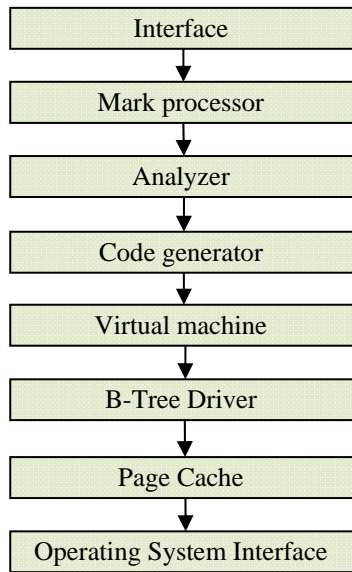 Interface
Mark processor
Analyzer
Code generator
Virtual machine
B-Tree Driver
Page Cache
Operating System Interface